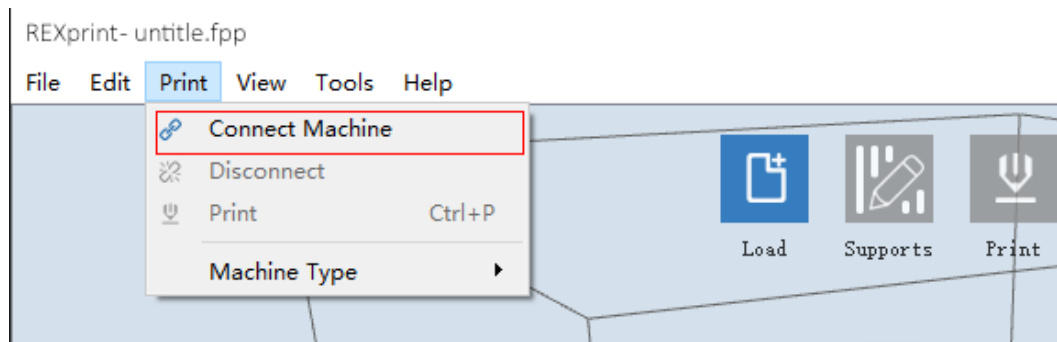 REXprint- untitle.fpp
File Edit Print View Tools Help
Connect Machine
Disconnect
Print Ctrl+P
Machine Type
Load Supports Print